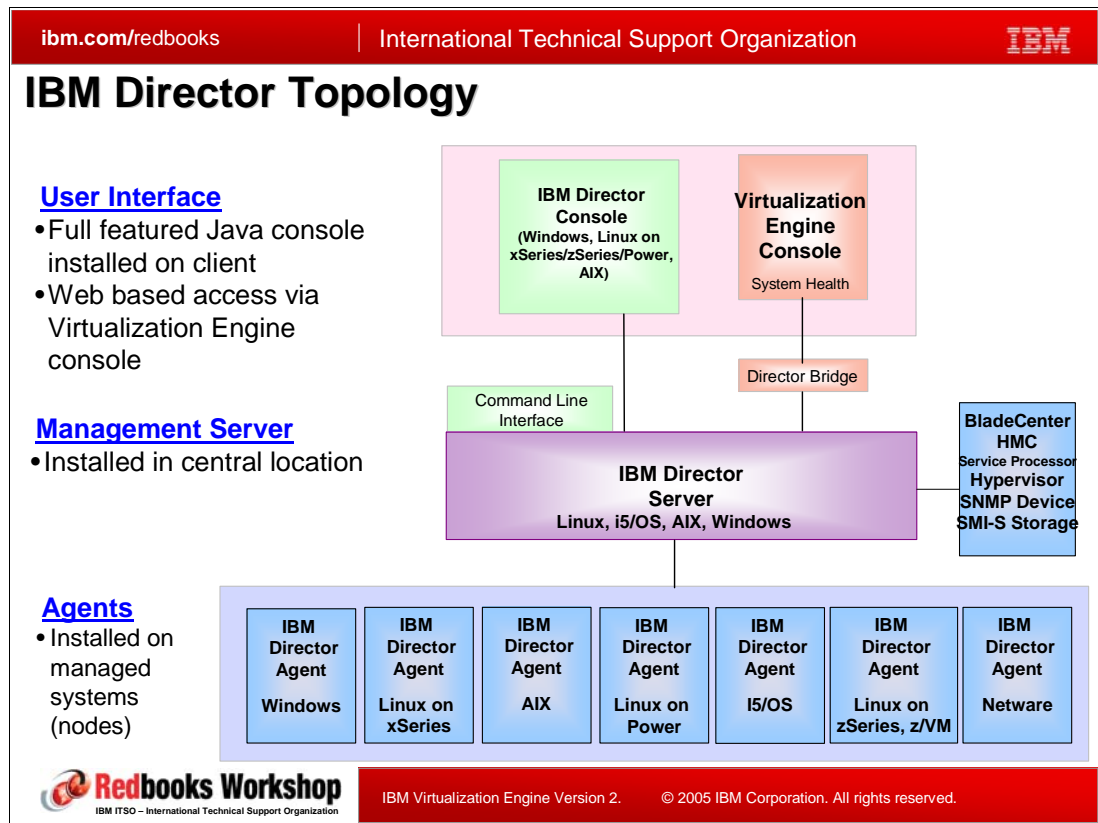 ibm.com/redbooks
International Technical Support Organization
IBM
IBM Director Topology
User Interface
•Full featured Java console
installed on client
•Web based access via
Virtualization Engine
console
Management Server
•Installed in central location
Agents
• Installed on
managed
systems
(nodes)
IBM Director
Console
(Windows, Linux on
xSeries/zSeries/Power,
AIX)
Virtualization
Engine
Console
System Health
Director Bridge
Command Line
Interface
IBM Director
Server
Linux, i5/OS, AIX, Windows
BladeCenter
HMC
Service Processor
Hypervisor
SNMP Device
SMI-S Storage
IBM
Director
Agent
Windows
IBM
Director
Agent
Linux on
xSeries
IBM
Director
Agent
AIX
IBM
Director
Agent
Linux on
Power
IBM
Director
Agent
I5/OS
IBM
Director
Agent
Linux on
zSeries, z/VM
IBM
Director
Agent
Netware
Redbooks Workshop
IBM ITSO – International Technical Support Organization
IBM Virtualization Engine Version 2.
© 2005 IBM Corporation. All rights reserved.